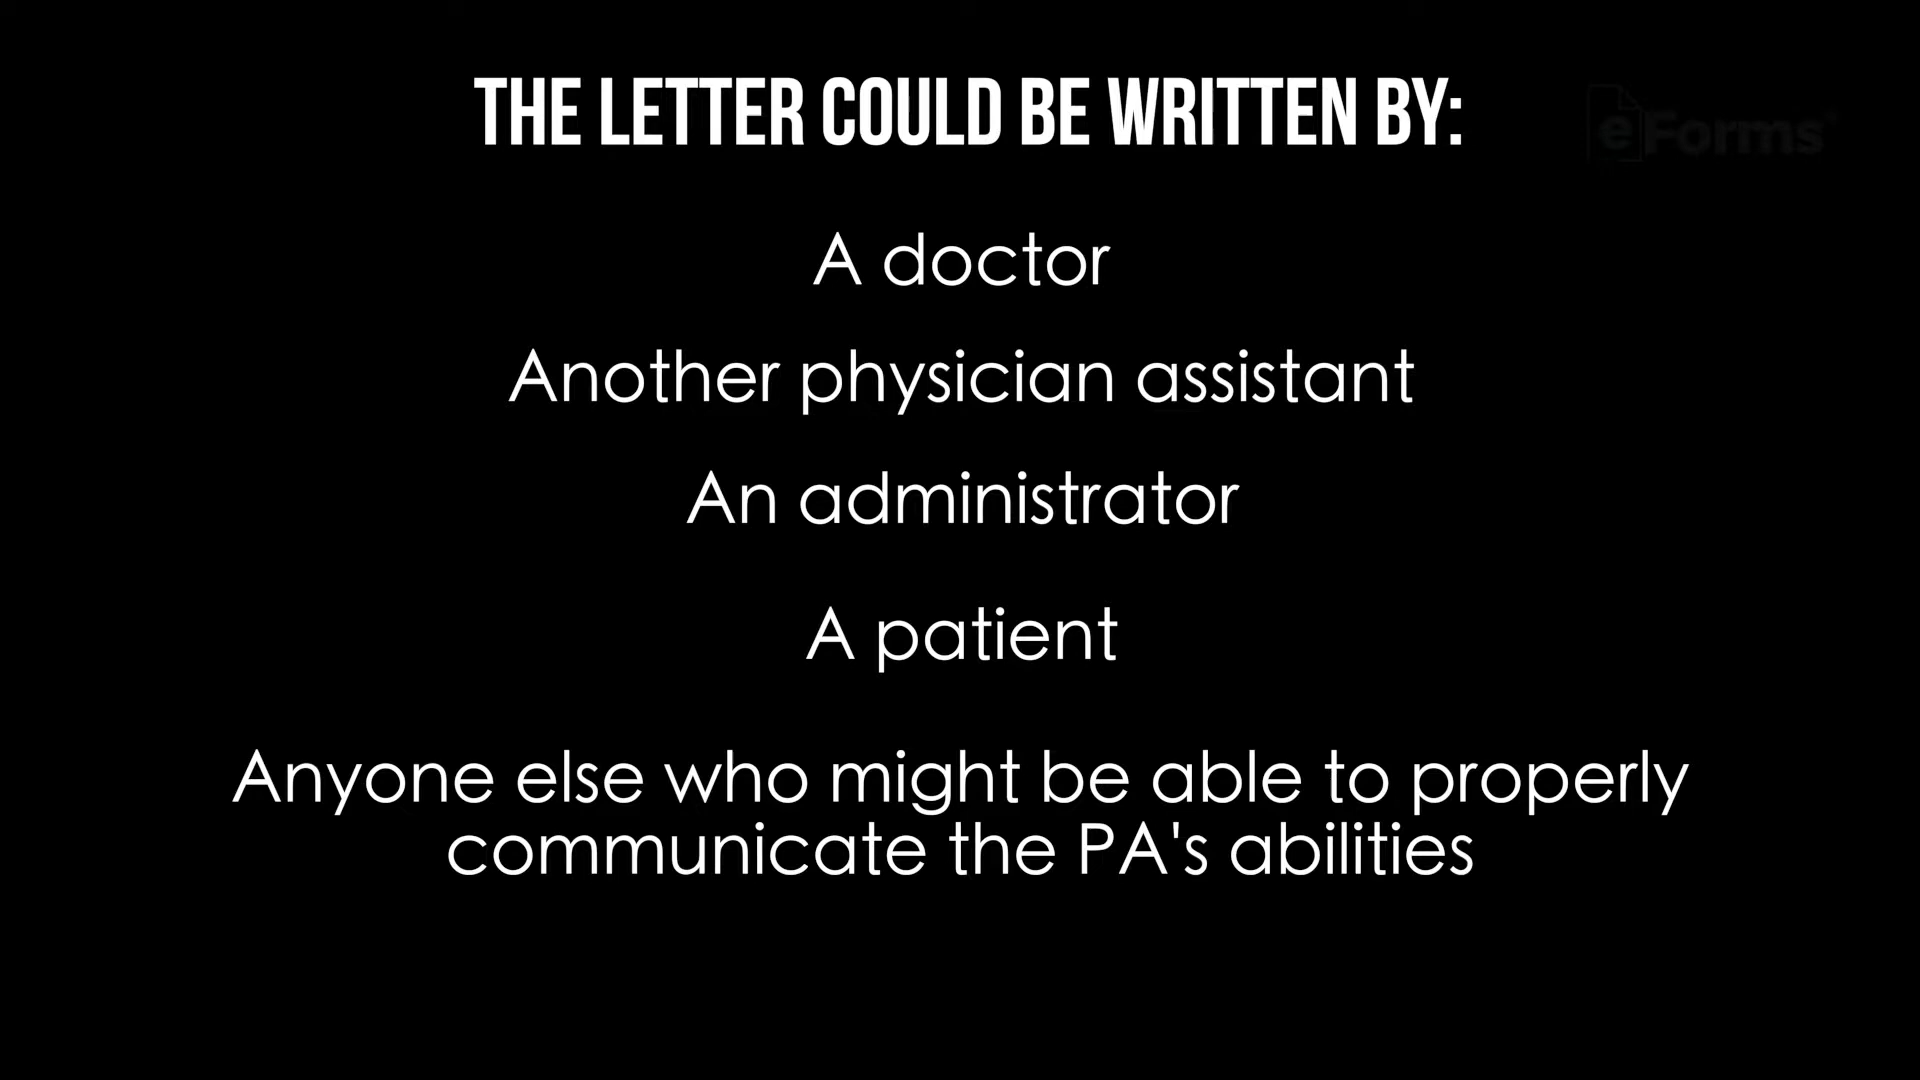 THE LETTER COULD BE WRITTEN BY:
eForms
A doctor
Another physician assistant
An administrator
A patient
Anyone else who might be able to properly
communicate the PA's abilities